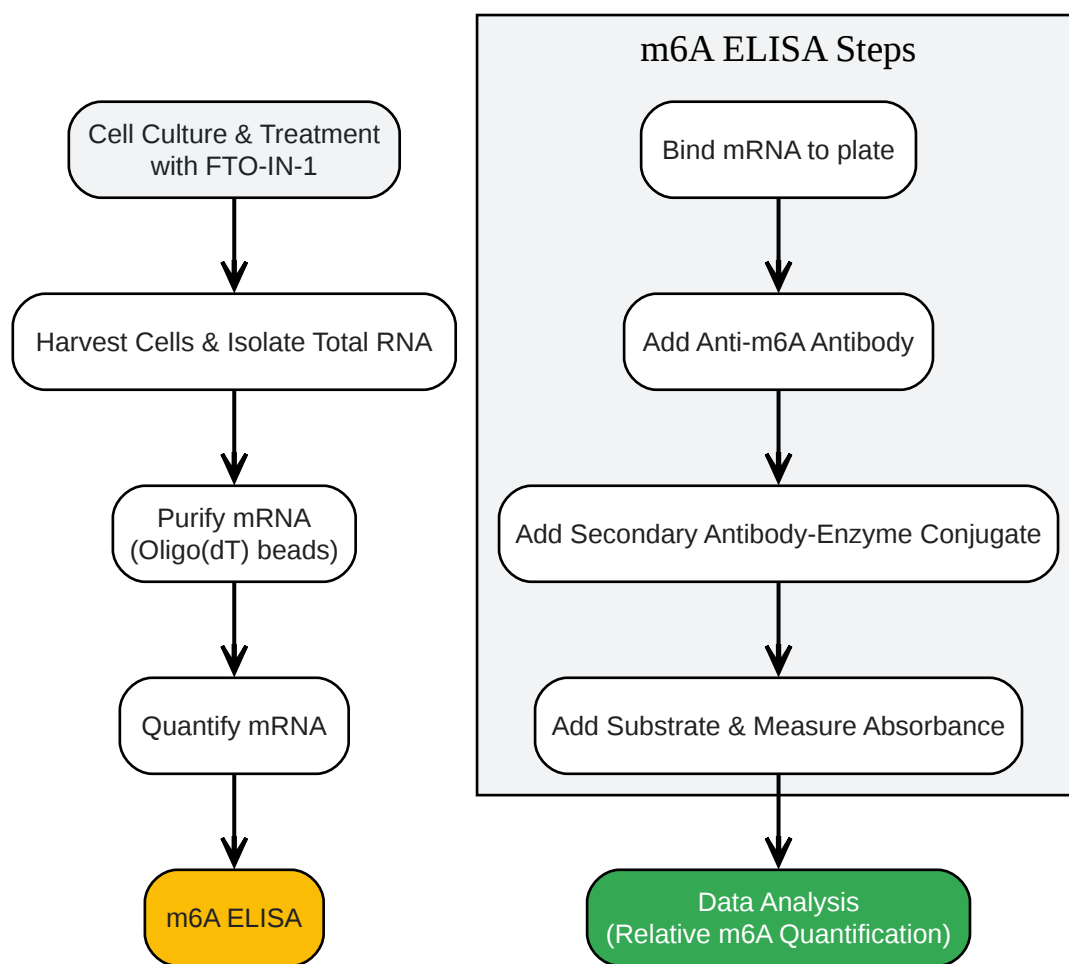 Cell Culture & Treatment
with FTO-IN-1
Harvest Cells & Isolate Total RNA
Purify mRNA
(Oligo(dT) beads)
Quantify mRNA
m6A ELISA
m6A ELISA Steps
Bind mRNA to plate
Add Anti-m6A Antibody
Add Secondary Antibody-Enzyme Conjugate
Add Substrate & Measure Absorbance
Data Analysis
(Relative m6A Quantification)